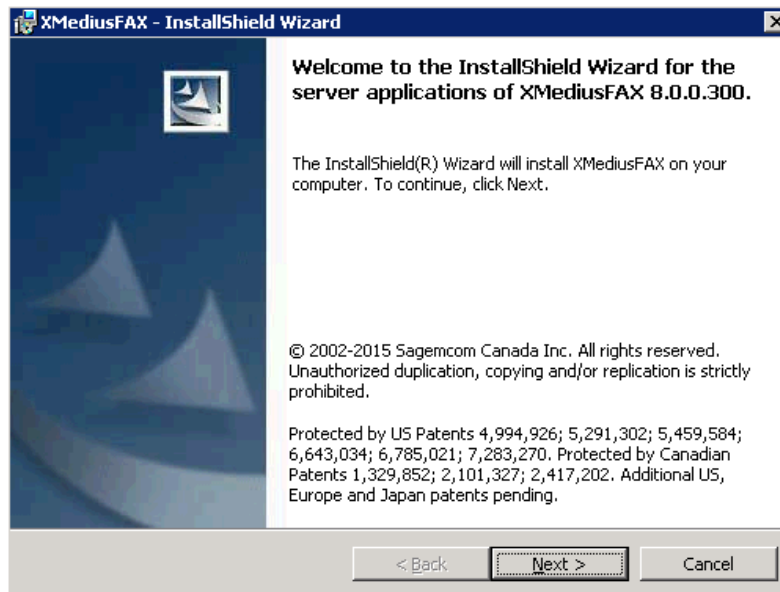 XMediusFAX - InstallShield Wizard
Welcome to the InstallShield Wizard for the
server applications of XMediusFAX 8.0.0.300.
The InstallShield(R) Wizard will install XMediusFAX on your
computer. To continue, click Next.
© 2002-2015 Sagemcom Canada Inc. All rights reserved.
Unauthorized duplication, copying and/or replication is strictly
prohibited.
Protected by US Patents 4,994,926; 5,291,302; 5,459,584;
6,643,034; 6,785,021; 7,283,270. Protected by Canadian
Patents 1,329,852; 2,101,327; 2,417,202. Additional US,
Europe and Japan patents pending.
< Back Next > Cancel